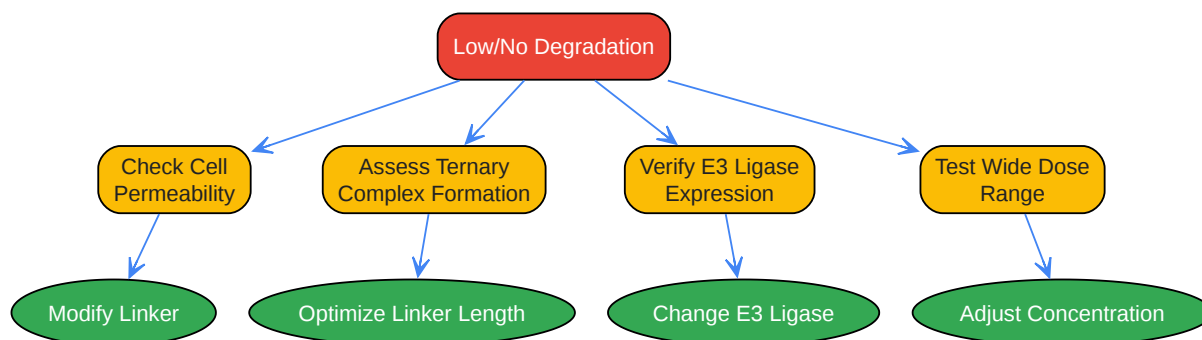 Low/No Degradation
Check Cell
Permeability
Assess Ternary
Complex Formation
Verify E3 Ligase
Expression
Test Wide Dose
Range
Modify Linker
Optimize Linker Length
Change E3 Ligase
Adjust Concentration